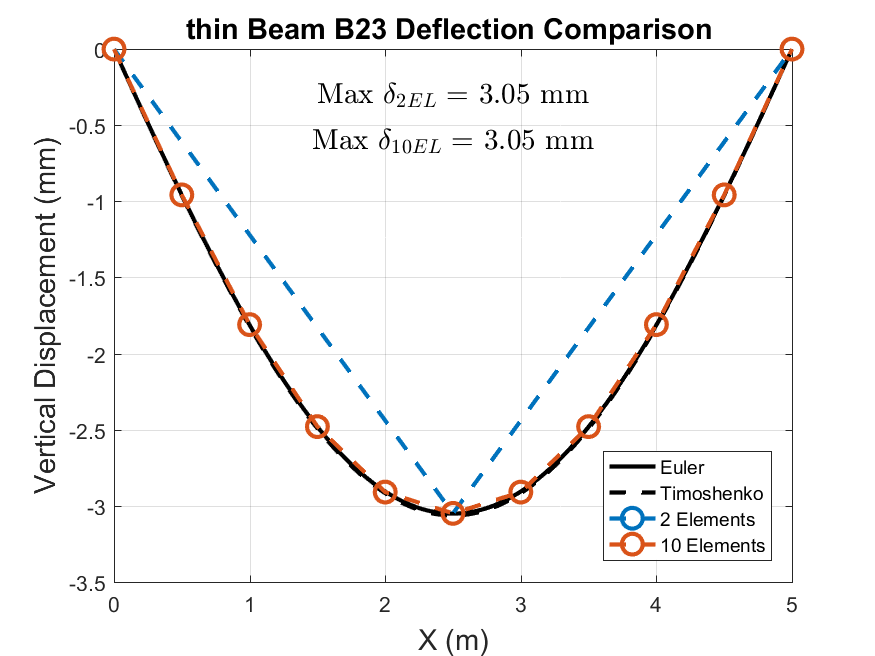 thin Beam B23 Deflection Comparison
Max δ2EL = 3.05 mm
Max δ10EL = 3.05 mm
Vertical Displacement (mm)
0
-0.5
-1
-1.5
-2
-2.5
-3
-3.5
Euler
Timoshenko
2 Elements
10 Elements
0 1 2 3 4 5
X (m)